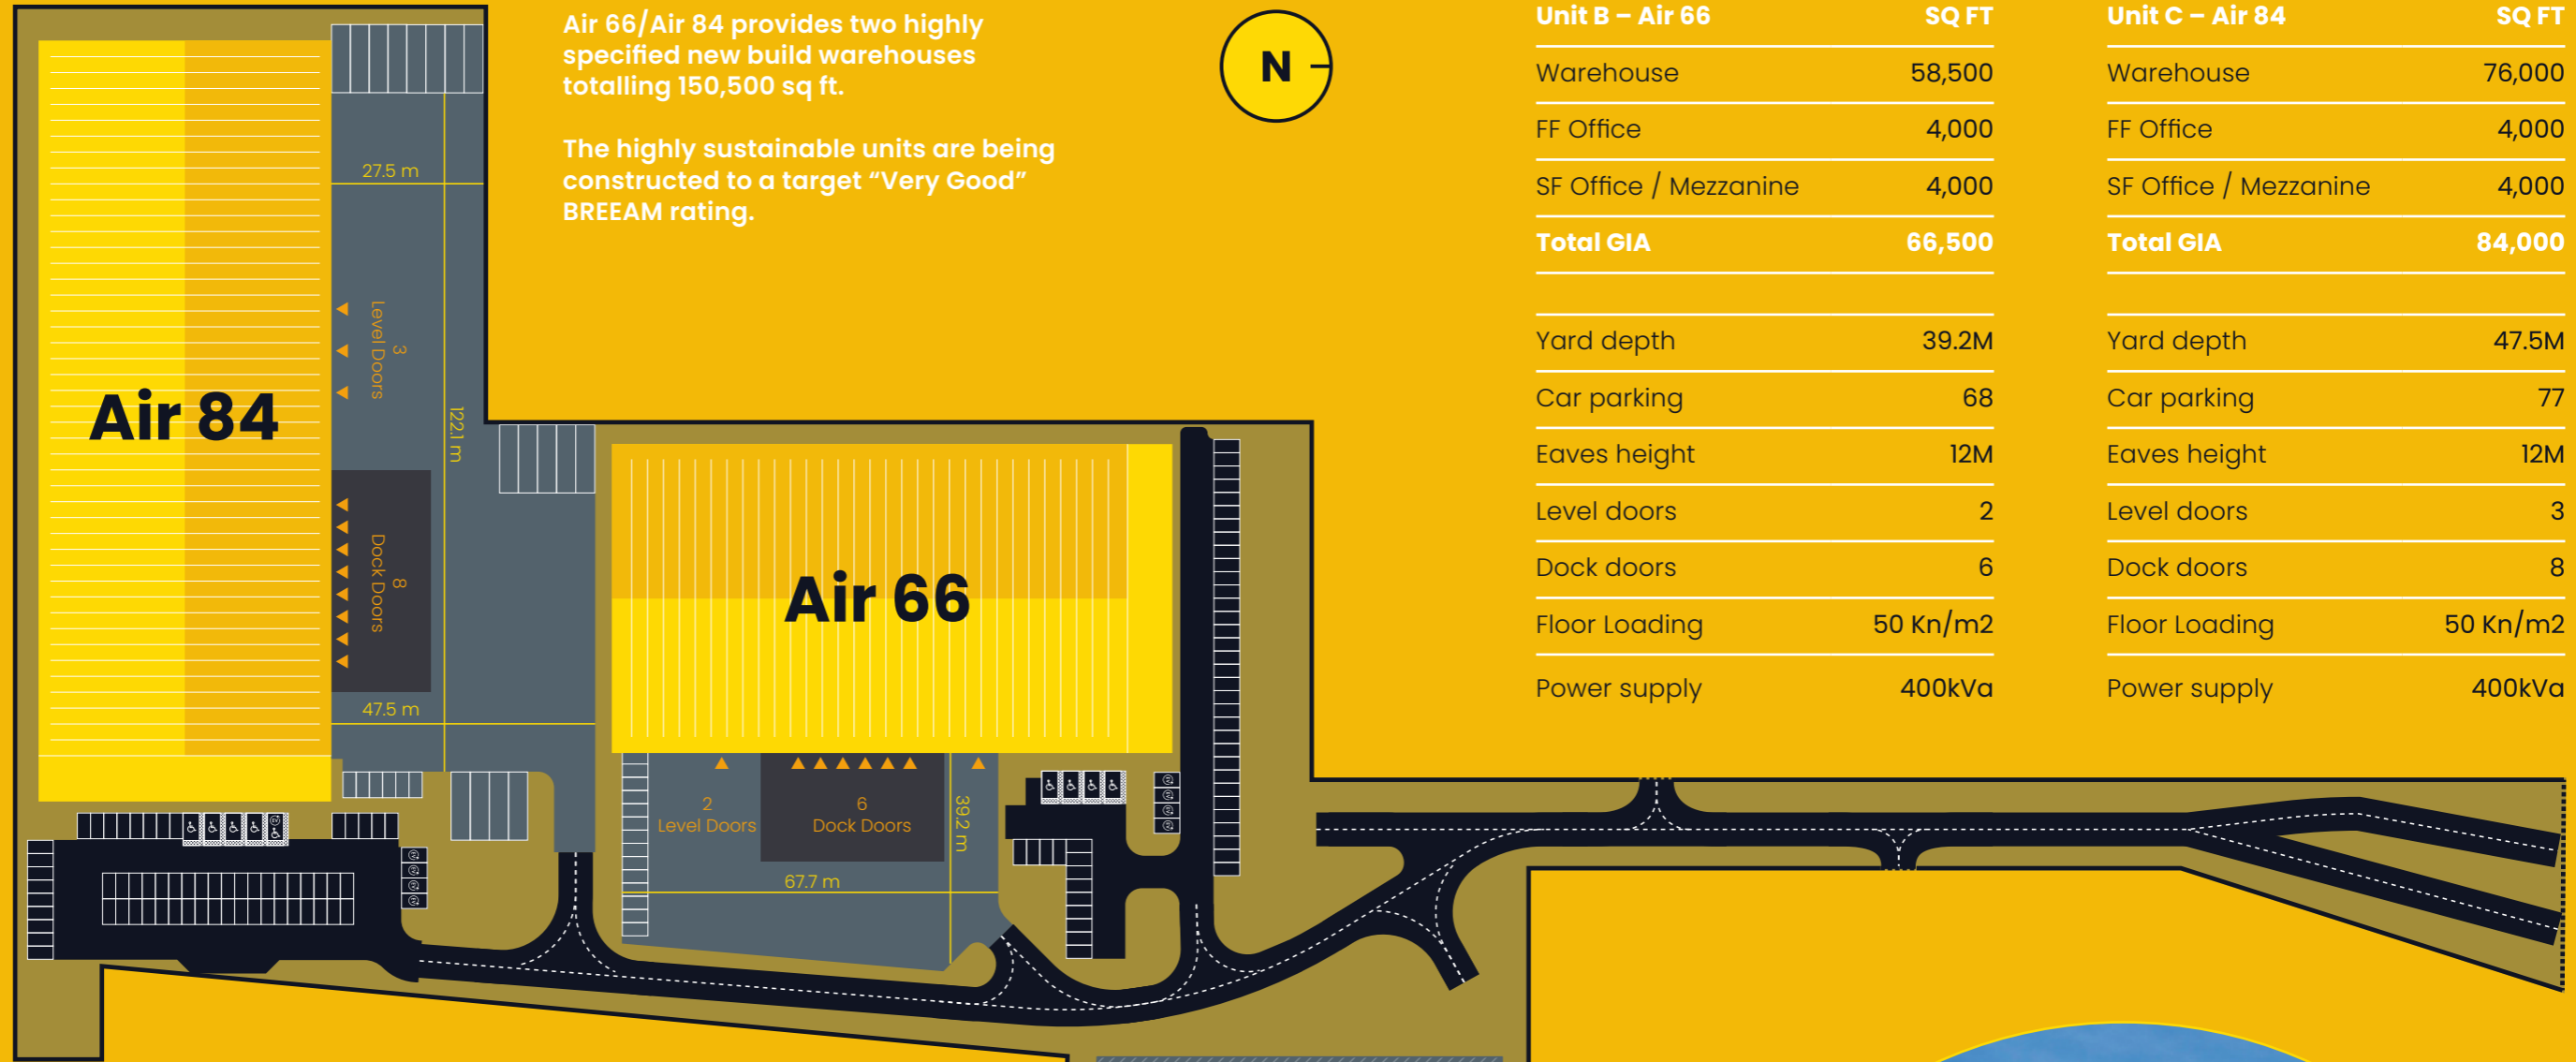 Air 66/Air 84 provides two highly
specified new build warehouses
totalling 150,500 sq ft.
The highly sustainable units are being
constructed to a target “Very Good”
BREEAM rating.
N
Unit B – Air 66 SQ FT
Warehouse 58,500
FF Office 4,000
SF Office / Mezzanine 4,000
Total GIA 66,500
Yard depth 39.2M
Car parking 68
Eaves height 12M
Level doors 2
Dock doors 6
Floor Loading 50 Kn/m2
Power supply 400kVa
Unit C – Air 84 SQ FT
Warehouse 76,000
FF Office 4,000
SF Office / Mezzanine 4,000
Total GIA 84,000
Yard depth 47.5M
Car parking 77
Eaves height 12M
Level doors 3
Dock doors 8
Floor Loading 50 Kn/m2
Power supply 400kVa
27.5 m
3
Level Doors
122.1 m
Air 84
8
Dock Doors
47.5 m
Air 66
2
Level Doors
6
Dock Doors
39.2 m
67.7 m